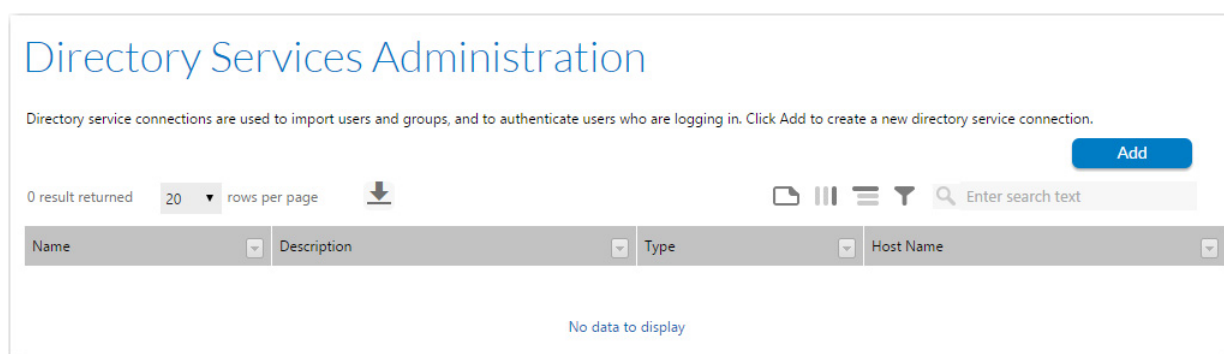 Directory Services Administration
Directory service connections are used to import users and groups, and to authenticate users who are logging in. Click Add to create a new directory service connection.
Add
0 result returned 20 rows per page Enter search text
Name Description Type Host Name
No data to display